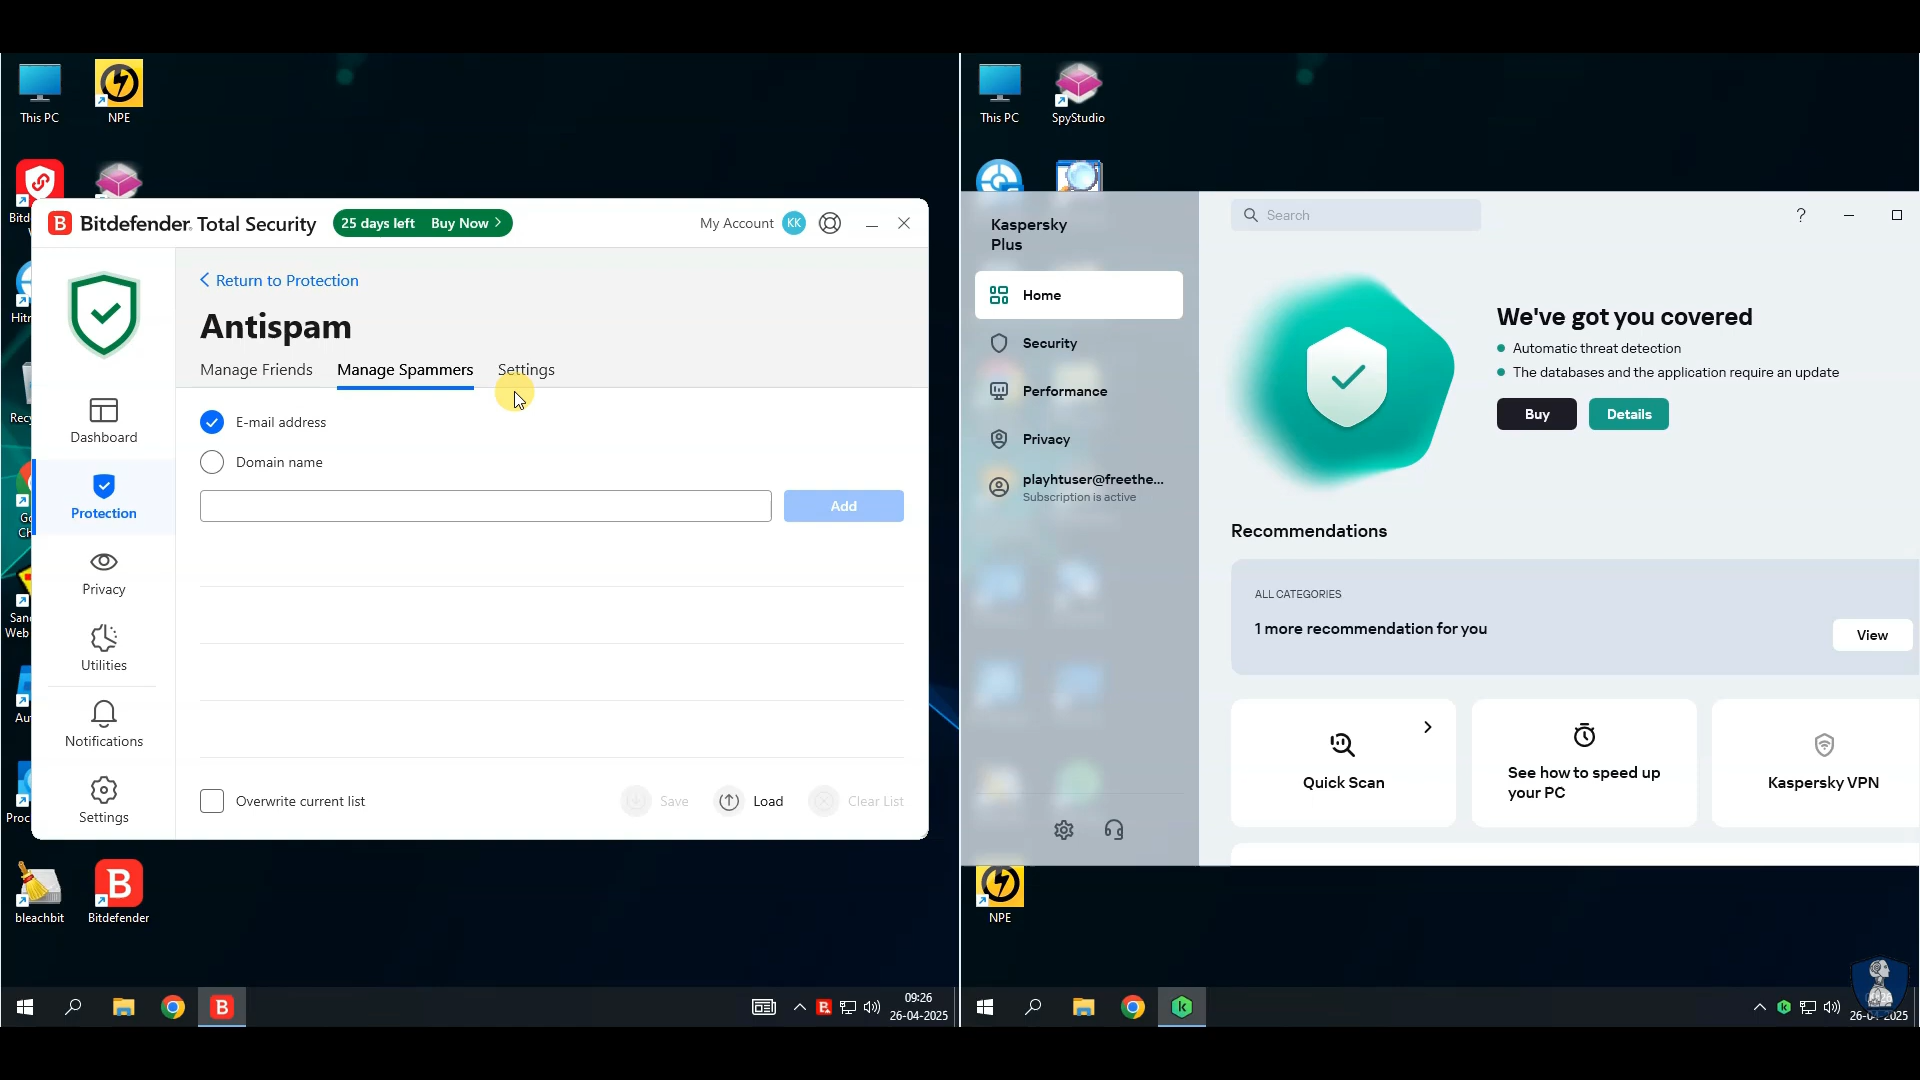 This PC
NPE
Bitdefender Total Security
25 days left
Buy Now
My Account
KK
Return to Protection
Antispam
Manage Friends
Manage Spammers
Settings
E-mail address
Domain name
Add
Overwrite current list
Save
Load
Clear List
Dashboard
Protection
Privacy
Utilities
Notifications
Settings
bleachbit
Bitdefender
09:26
26-04-2025
This PC
SpyStudio
Kaspersky
Plus
Home
Security
Performance
Privacy
playhtuser@freethe...
Subscription is active
Search
We've got you covered
Automatic threat detection
The databases and the application require an update
Buy
Details
Recommendations
ALL CATEGORIES
1 more recommendation for you
View
Quick Scan
See how to speed up
your PC
Kaspersky VPN
NPE
26-04-2025